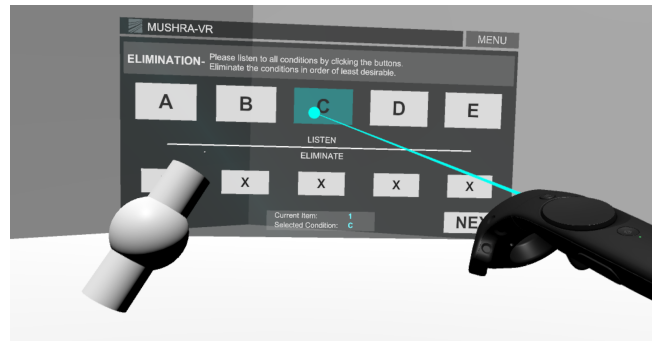 MUSHRA-VR
MENU
ELIMINATION- Please listen to all conditions by clicking the buttons.
Eliminate the conditions in order of least desirable.
A B C D E
LISTEN
ELIMINATE
X X X X
Current Item: 1
Selected Condition: C